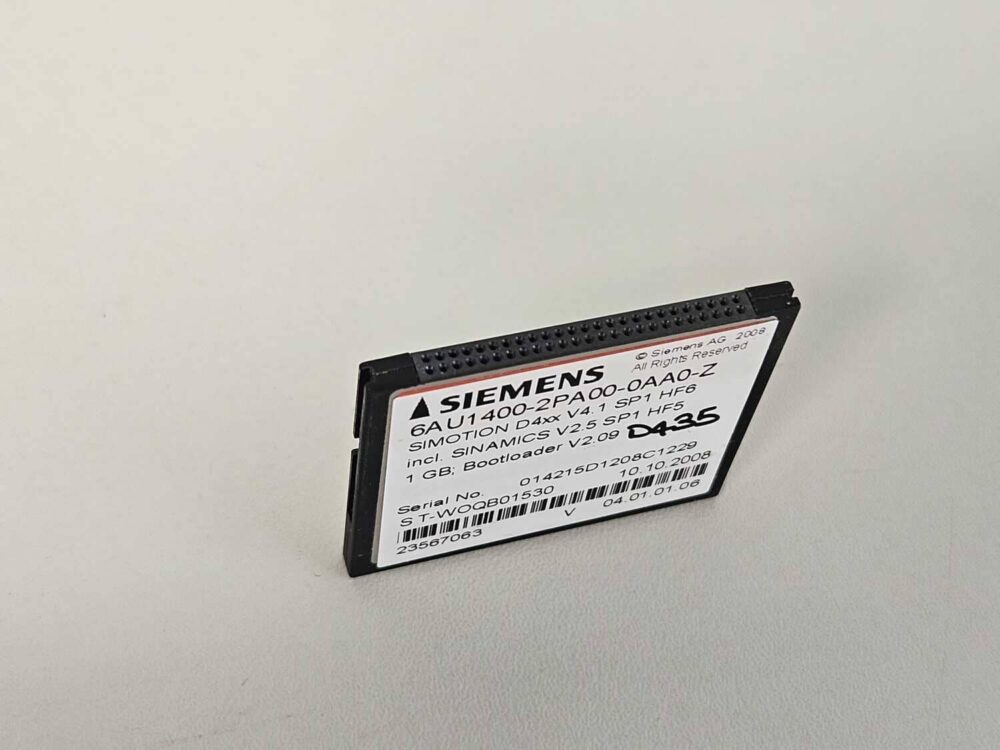 © Siemens AG 2008
All Rights Reserved
SIEMENS
6AU1400-2PA00-0AA0-Z
SIMOTION D4xx V4.1 SP1 HF6
incl. SINAMICS V2.5 SP1 HF5
1 GB; Bootloader V2.09 D435
Serial No. 014215D1208C1229
ST-WOQB01530 10.10.2008
V 04.01.01.06
23567063